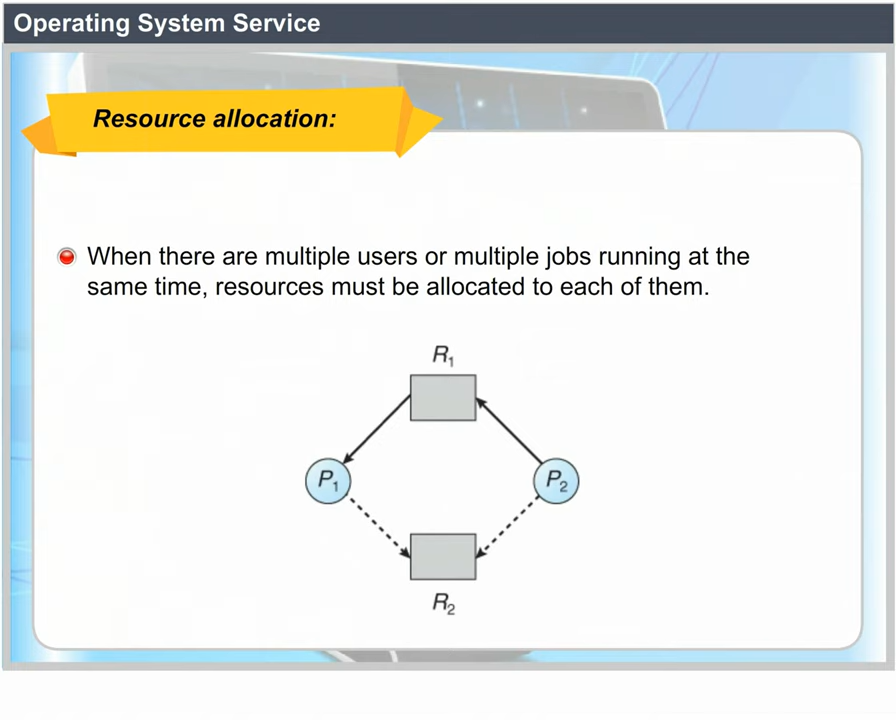 Operating System Service
Resource allocation:
When there are multiple users or multiple jobs running at the
same time, resources must be allocated to each of them.
R1
P1
P2
R2